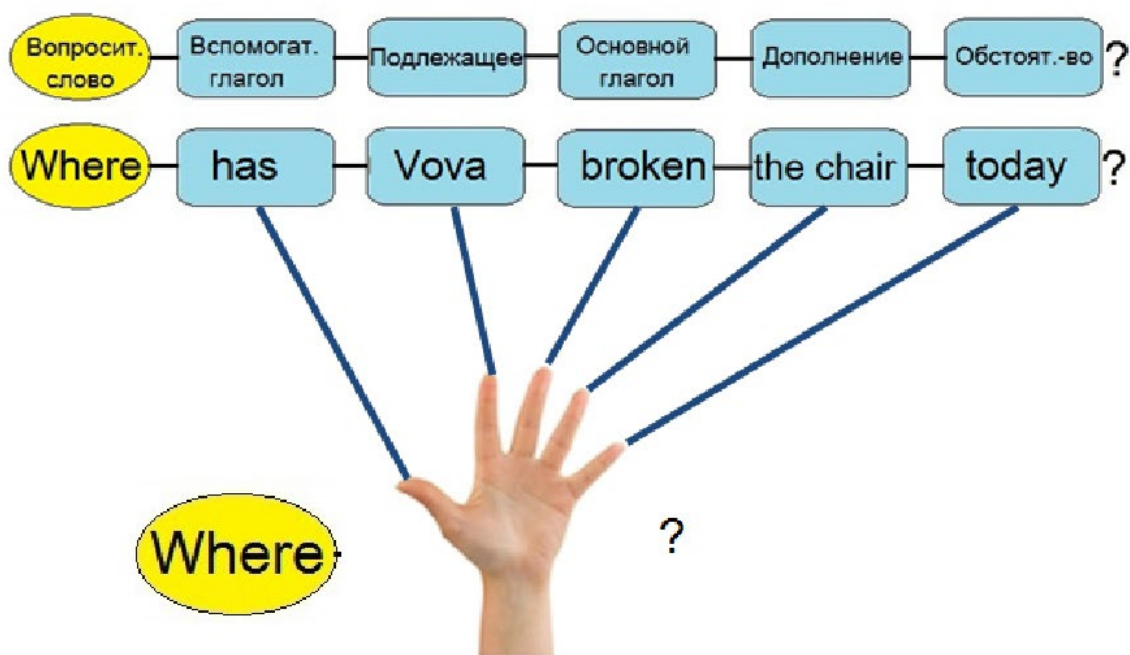 Вопросит. слово
Вспомогат. глагол
Подлежащее
Основной глагол
Дополнение
Обстоят.-во
?
Where has Vova broken the chair today ?
Where ?